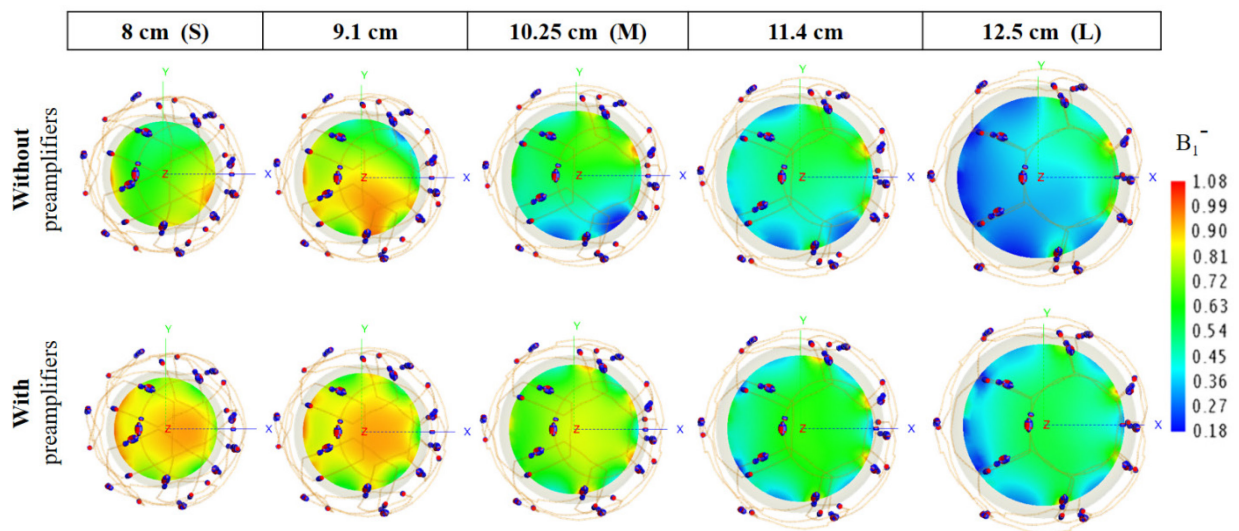 8 cm (S) 9.1 cm 10.25 cm (M) 11.4 cm 12.5 cm (L)
Without
preamplifiers
Y Y Y Y Y
Z X Z X Z X Z X Z X
B1-
1.08
0.99
0.90
0.81
0.72
0.63
0.54
0.45
0.36
0.27
0.18
With
preamplifiers
Y Y Y Y Y
Z X Z X Z X Z X Z X